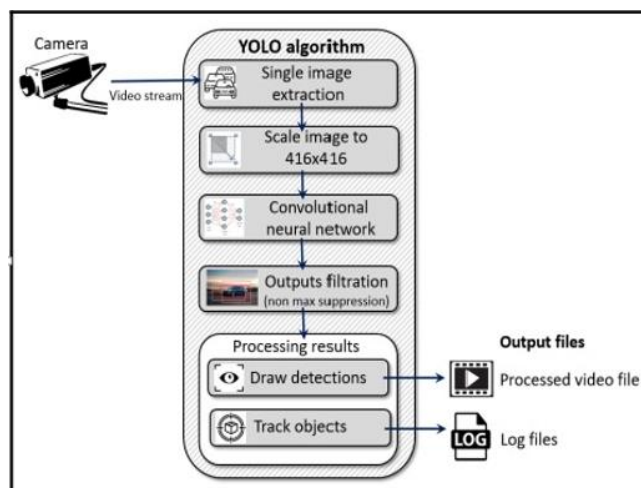 Camera
Video stream
YOLO algorithm
Single image
extraction
Scale image to
416x416
Convolutional
neural network
Outputs filtration
(non max suppression)
Processing results
Draw detections
Track objects
Output files
Processed video file
LOG
Log files